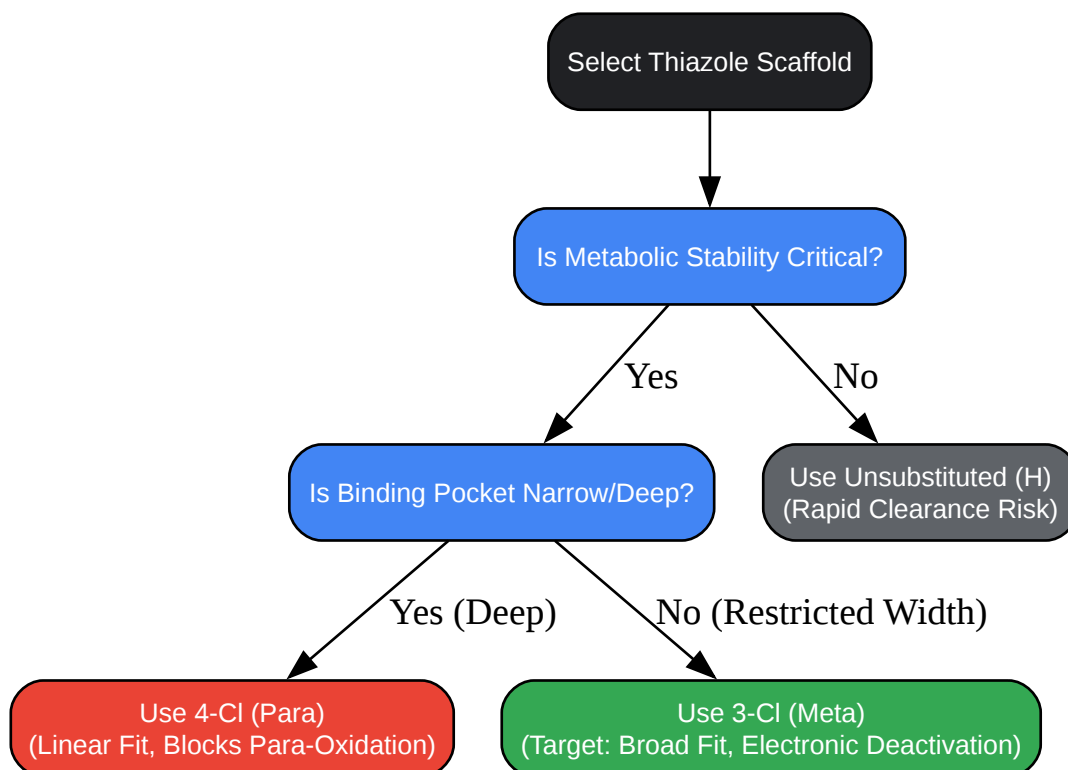 Select Thiazole Scaffold
Is Metabolic Stability Critical?
Yes
No
Is Binding Pocket Narrow/Deep?
Use Unsubstituted (H)
(Rapid Clearance Risk)
Yes (Deep)
No (Restricted Width)
Use 4-Cl (Para)
(Linear Fit, Blocks Para-Oxidation)
Use 3-Cl (Meta)
(Target: Broad Fit, Electronic Deactivation)